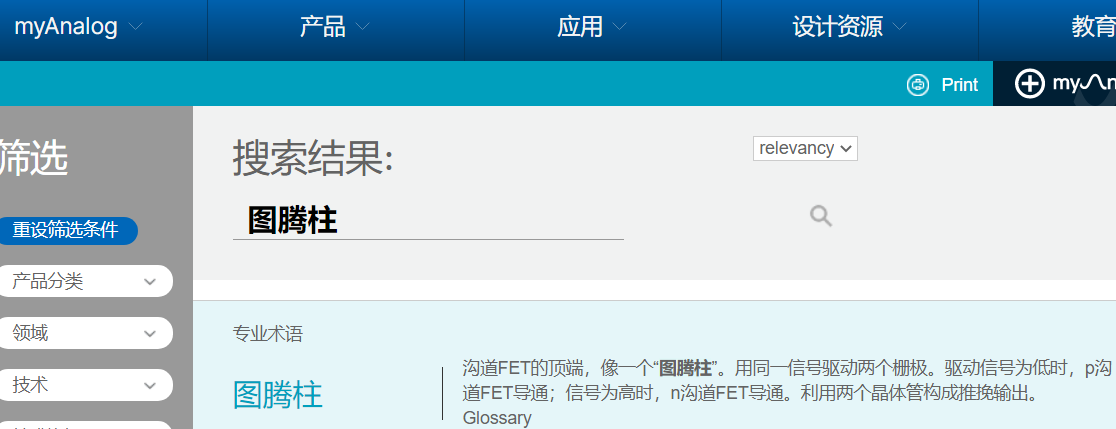 myAnalog 产品 应用 设计资源 教育
Print
筛选
重设筛选条件
产品分类
领域
技术
搜索结果:
relevancy
图腾柱
专业术语
图腾柱
沟道FET的顶端，像一个“图腾柱”。用同一信号驱动两个栅极。驱动信号为低时，p沟
道FET导通；信号为高时，n沟道FET导通。利用两个晶体管构成推挽输出。
Glossary